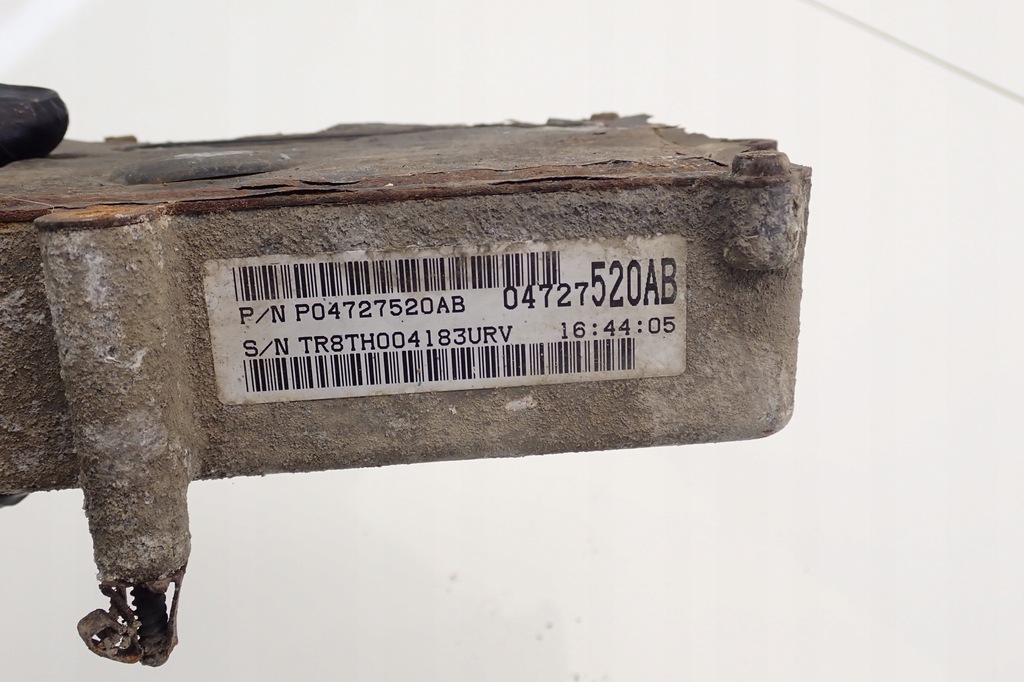 P/N P04727520AB 04727520AB
S/N TR8TH004183URV 16:44:05